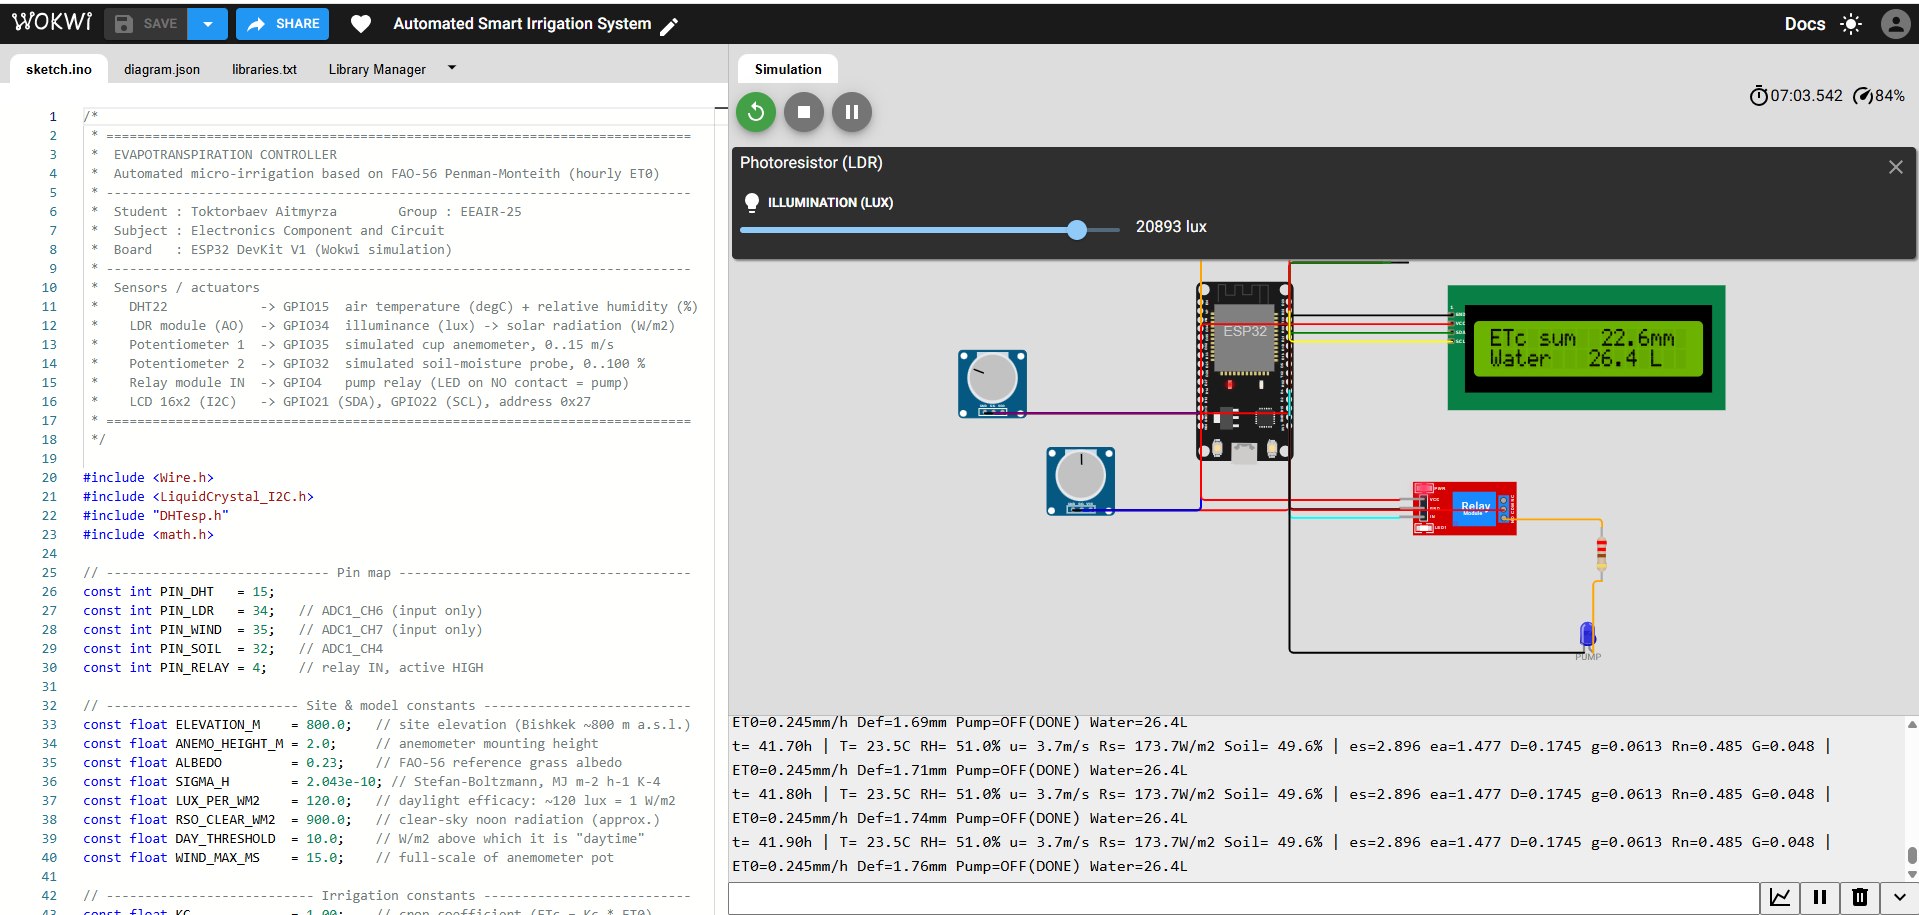 WOKWI SAVE SHARE Automated Smart Irrigation System Docs
sketch.ino diagram.json libraries.txt Library Manager
1 /*
2 * ============================================================================
3 * EVAPOTRANSPIRATION CONTROLLER
4 * Automated micro-irrigation based on FAO-56 Penman-Monteith (hourly ET0)
5 * ----------------------------------------------------------------------------
6 * Student : Toktorbaev Aitmyrza Group : EEAIR-25
7 * Subject : Electronics Component and Circuit
8 * Board : ESP32 DevKit V1 (Wokwi simulation)
9 * ----------------------------------------------------------------------------
10 * Sensors / actuators
11 * DHT22 -> GPIO15 air temperature (degC) + relative humidity (%)
12 * LDR module (AO) -> GPIO34 illuminance (lux) -> solar radiation (W/m2)
13 * Potentiometer 1 -> GPIO35 simulated cup anemometer, 0..15 m/s
14 * Potentiometer 2 -> GPIO32 simulated soil-moisture probe, 0..100 %
15 * Relay module IN -> GPIO4 pump relay (LED on NO contact = pump)
16 * LCD 16x2 (I2C) -> GPIO21 (SDA), GPIO22 (SCL), address 0x27
17 * ============================================================================
18 */
19
20 #include <Wire.h>
21 #include <LiquidCrystal_I2C.h>
22 #include "DHTesp.h"
23 #include <math.h>
24
25 // ----------------------------- Pin map --------------------------------------
26 const int PIN_DHT = 15;
27 const int PIN_LDR = 34; // ADC1_CH6 (input only)
28 const int PIN_WIND = 35; // ADC1_CH7 (input only)
29 const int PIN_SOIL = 32; // ADC1_CH4
30 const int PIN_RELAY = 4; // relay IN, active HIGH
31
32 // ------------------------- Site & model constants ---------------------------
33 const float ELEVATION_M = 800.0; // site elevation (Bishkek ~800 m a.s.l.)
34 const float ANEMO_HEIGHT_M = 2.0; // anemometer mounting height
35 const float ALBEDO = 0.23; // FAO-56 reference grass albedo
36 const float SIGMA_H = 2.043e-10; // Stefan-Boltzmann, MJ m-2 h-1 K-4
37 const float LUX_PER_WM2 = 120.0; // daylight efficacy: ~120 lux = 1 W/m2
38 const float RSO_CLEAR_WM2 = 900.0; // clear-sky noon radiation (approx.)
39 const float DAY_THRESHOLD = 10.0; // W/m2 above which it is "daytime"
40 const float WIND_MAX_MS = 15.0; // full-scale of anemometer pot
41
42 // --------------------------- Irrigation constants ---------------------------
43 const float KC = 1.00; // crop coefficient (ETc = Kc * ET0)
Simulation
07:03.542 84%
Photoresistor (LDR)
ILLUMINATION (LUX)
20893 lux
ESP32
GND
VCC
SDA
SCL
ETc sum 22.6mm
Water 26.4 L
Relay
Module
PWR
VCC
IN
LED1
PUMP
ET0=0.245mm/h Def=1.69mm Pump=OFF(DONE) Water=26.4L
t= 41.70h | T= 23.5C RH= 51.0% u= 3.7m/s Rs= 173.7W/m2 Soil= 49.6% | es=2.896 ea=1.477 D=0.1745 g=0.0613 Rn=0.485 G=0.048 |
ET0=0.245mm/h Def=1.71mm Pump=OFF(DONE) Water=26.4L
t= 41.80h | T= 23.5C RH= 51.0% u= 3.7m/s Rs= 173.7W/m2 Soil= 49.6% | es=2.896 ea=1.477 D=0.1745 g=0.0613 Rn=0.485 G=0.048 |
ET0=0.245mm/h Def=1.74mm Pump=OFF(DONE) Water=26.4L
t= 41.90h | T= 23.5C RH= 51.0% u= 3.7m/s Rs= 173.7W/m2 Soil= 49.6% | es=2.896 ea=1.477 D=0.1745 g=0.0613 Rn=0.485 G=0.048 |
ET0=0.245mm/h Def=1.76mm Pump=OFF(DONE) Water=26.4L